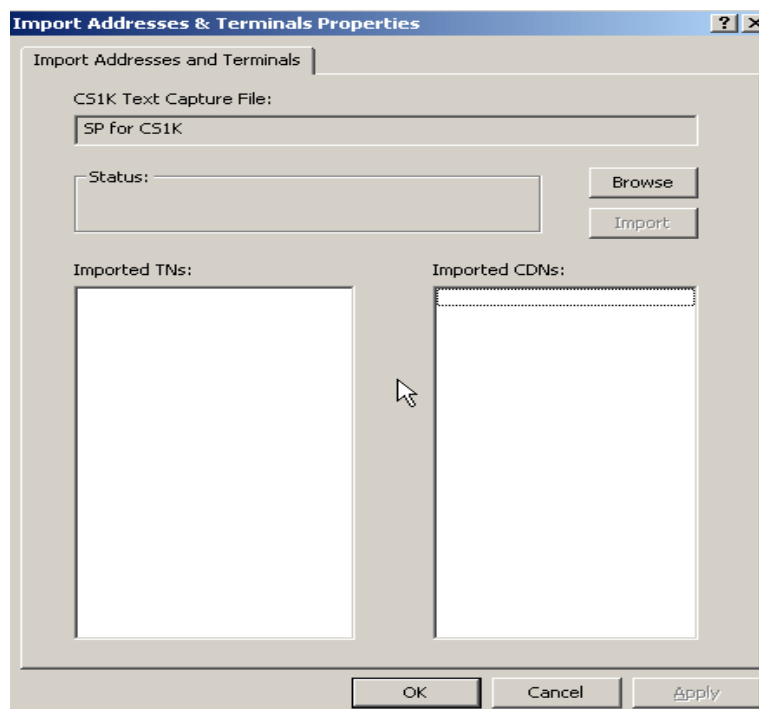 Import Addresses & Terminals Properties
Import Addresses and Terminals
CS1K Text Capture File:
SP for CS1K
Status:
Browse
Import
Imported TNs:
Imported CDNs:
OK
Cancel
Apply